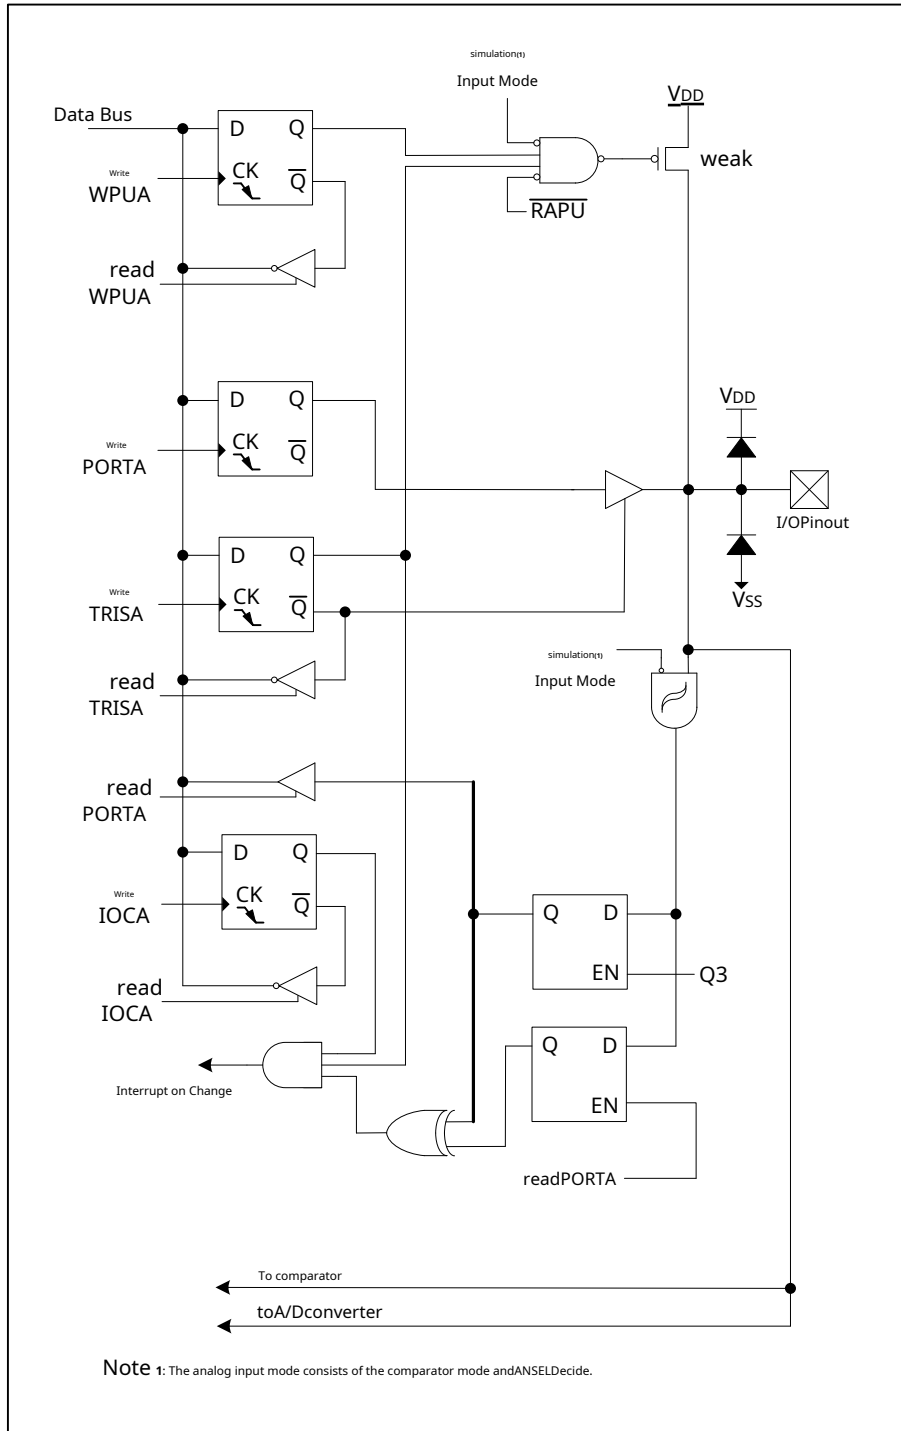 simulation(1)
Input Mode
VDD
Data Bus
D Q
weak
Write
WPUA
CK Q
RAPU
read
WPUA
D Q
VDD
Write
PORTA
CK Q
I/OPinout
D Q
Write
TRISA
CK Q
VSS
simulation(1)
Input Mode
read
TRISA
read
PORTA
D Q
Write
IOCA
CK Q
Q D
EN Q3
read
IOCA
Q D
Interrupt on Change
EN
readPORTA
To comparator
toA/Dconverter
Note 1: The analog input mode consists of the comparator mode andANSELDecide.